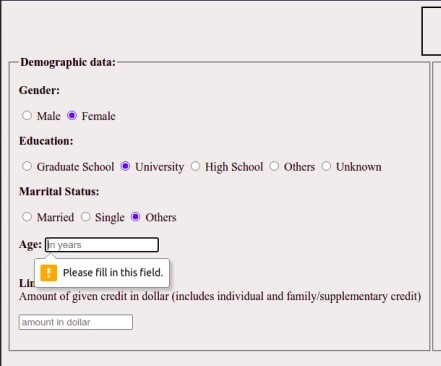 Demographic data:
Gender:
Male Female
Education:
Graduate School University High School Others Unknown
Marrital Status:
Married Single Others
Age: in years
Please fill in this field.
Amount of given credit in dollar (includes individual and family/supplementary credit)
amount in dollar